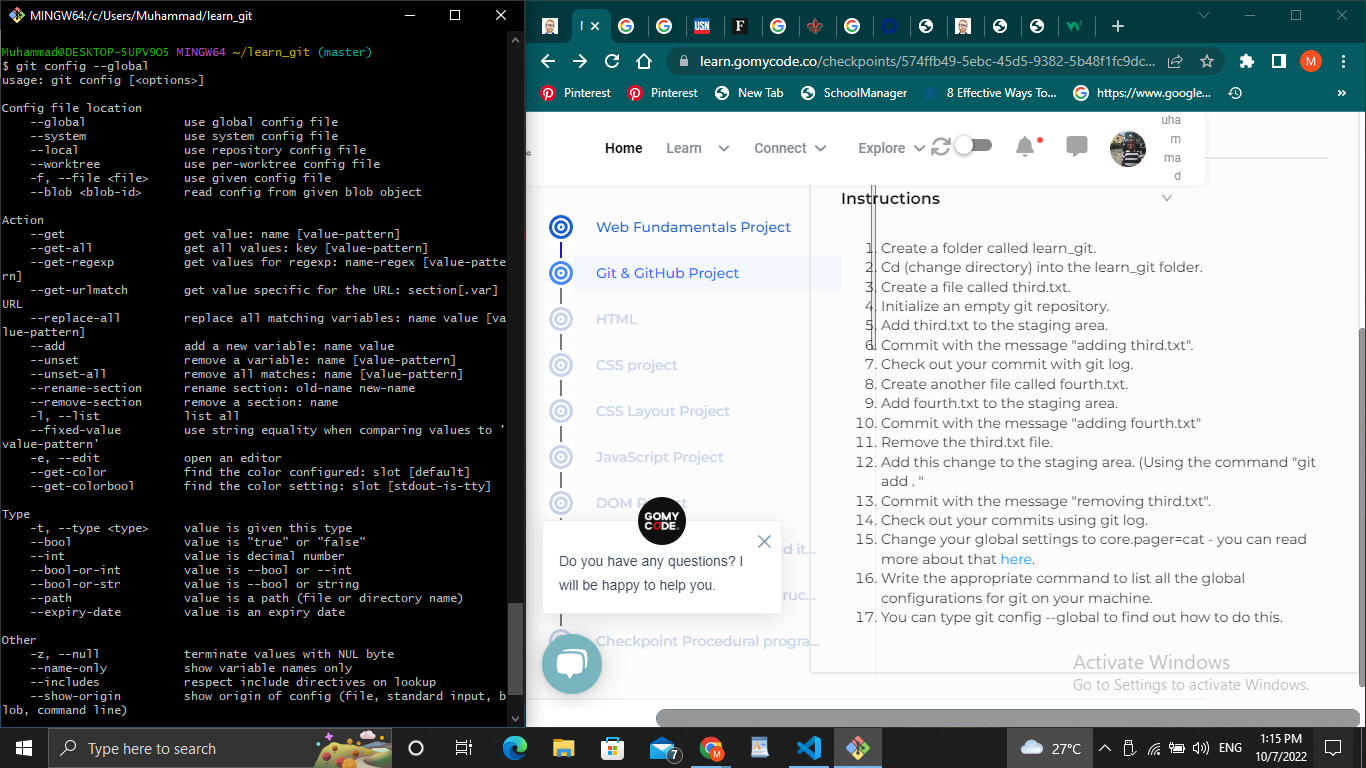 MINGW64:/c/Users/Muhammad/learn_git
Muhammad@DESKTOP-5UPV9O5 MINGW64 ~/learn_git (master)
$ git config --global
usage: git config [<options>]
Config file location
--global use global config file
--system use system config file
--local use repository config file
--worktree use per-worktree config file
-f, --file <file> use given config file
--blob <blob-id> read config from given blob object
Action
--get get value: name [value-pattern]
--get-all get all values: key [value-pattern]
--get-regexp get values for regexp: name-regex [value-patte
rn]
--get-urlmatch get value specific for the URL: section[.var]
URL
--replace-all replace all matching variables: name value [va
lue-pattern]
--add add a new variable: name value
--unset remove a variable: name [value-pattern]
--unset-all remove all matches: name [value-pattern]
--rename-section rename section: old-name new-name
--remove-section remove a section: name
-l, --list list all
--fixed-value use string equality when comparing values to '
value-pattern'
-e, --edit open an editor
--get-color find the color configured: slot [default]
--get-colorbool find the color setting: slot [stdout-is-tty]
Type
-t, --type <type> value is given this type
--bool value is "true" or "false"
--int value is decimal number
--bool-or-int value is --bool or --int
--bool-or-str value is --bool or string
--path value is a path (file or directory name)
--expiry-date value is an expiry date
Other
-z, --null terminate values with NUL byte
--name-only show variable names only
--includes respect include directives on lookup
--show-origin show origin of config (file, standard input, b
lob, command line)
USN
learn.gomycode.co/checkpoints/574ffb49-5ebc-45d5-9382-5b48f1fc9dc...
M
Pinterest
Pinterest
New Tab
SchoolManager
8 Effective Ways To...
https://www.google...
»
Home
Learn
Connect
Explore
uha
m
ma
d
Web Fundamentals Project
Git & GitHub Project
HTML
CSS project
CSS Layout Project
JavaScript Project
DOM
Checkpoint Procedural progra...
Instructions
1. Create a folder called learn_git.
2. Cd (change directory) into the learn_git folder.
3. Create a file called third.txt.
4. Initialize an empty git repository.
5. Add third.txt to the staging area.
6. Commit with the message "adding third.txt".
7. Check out your commit with git log.
8. Create another file called fourth.txt.
9. Add fourth.txt to the staging area.
10. Commit with the message "adding fourth.txt"
11. Remove the third.txt file.
12. Add this change to the staging area. (Using the command "git
add . "
13. Commit with the message "removing third.txt".
14. Check out your commits using git log.
15. Change your global settings to core.pager=cat - you can read
more about that here.
16. Write the appropriate command to list all the global
configurations for git on your machine.
17. You can type git config --global to find out how to do this.
GOMY
CODE
Do you have any questions? I
will be happy to help you.
Activate Windows
Go to Settings to activate Windows.
Type here to search
7
M
27°C
ENG
1:15 PM
10/7/2022